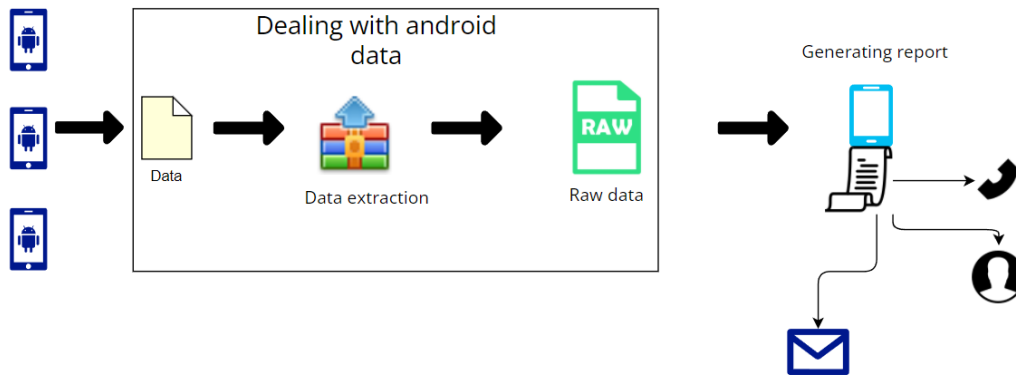 Dealing with android
data
Generating report
RAW
Data
Data extraction
Raw data